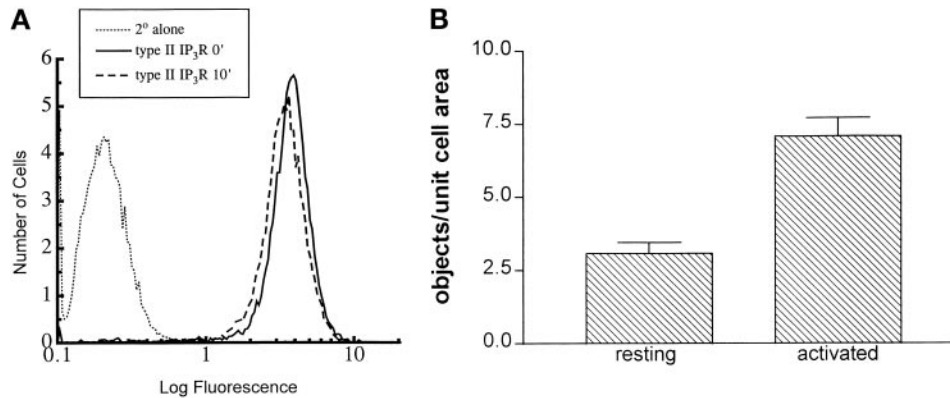 A
2° alone
type II IP₃R 0'
type II IP₃R 10'
Number of Cells
6
5
4
3
2
1
0
0.1
1
10
Log Fluorescence
B
objects/unit cell area
10.0
7.5
5.0
2.5
0.0
resting
activated